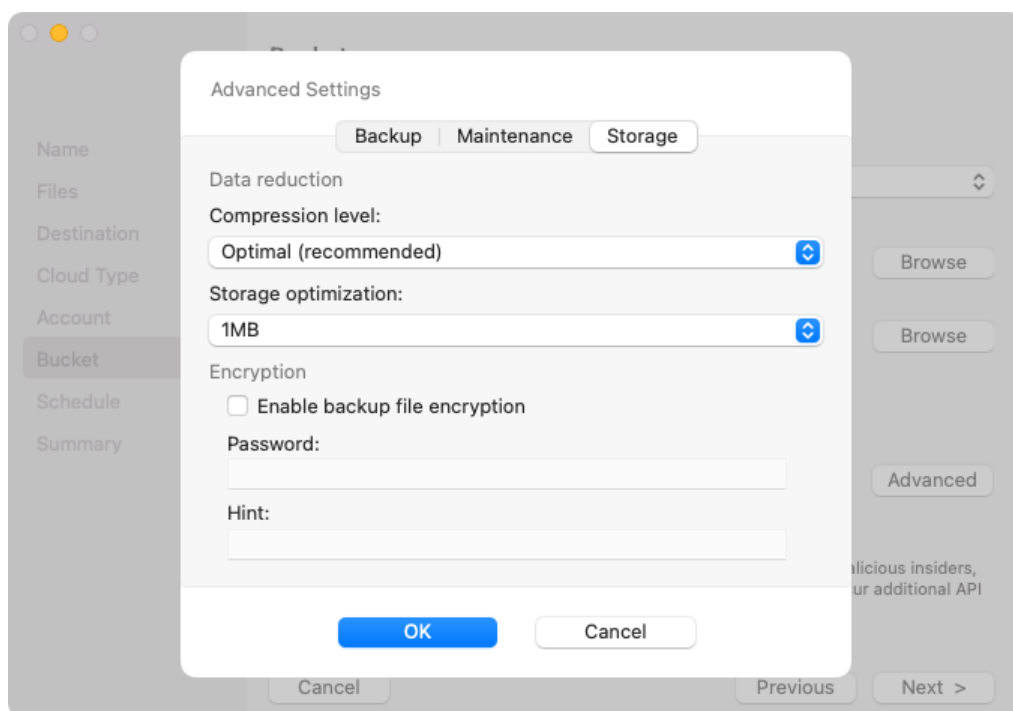 Advanced Settings
Backup
Maintenance
Storage
Name
Files
Destination
Cloud Type
Account
Bucket
Schedule
Summary
Data reduction
Compression level:
Optimal (recommended)
Storage optimization:
1MB
Encryption
Enable backup file encryption
Password:
Hint:
Browse
Browse
Advanced
insiders,
additional API
OK
Cancel
Cancel
Previous
Next >